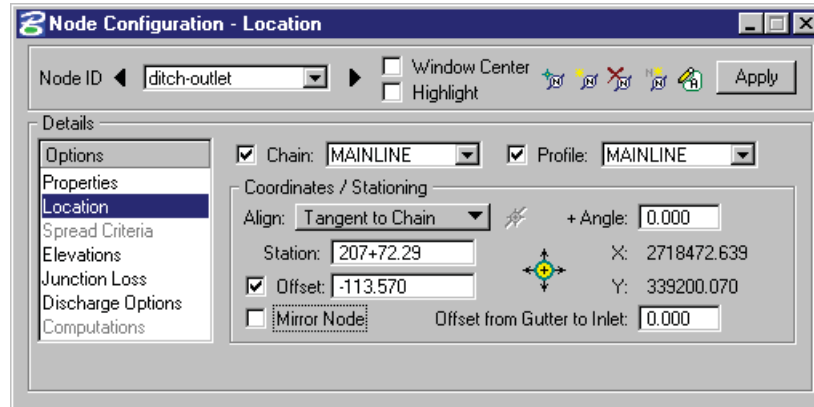 Node Configuration - Location
Node ID ditch-outlet Window Center Apply
Highlight
Details
Options Chain: MAINLINE Profile: MAINLINE
Properties
Location
Spread Criteria
Elevations
Junction Loss
Discharge Options
Computations
Coordinates / Stationing
Align: Tangent to Chain + Angle: 0.000
Station: 207+72.29 X: 2718472.639
Offset: -113.570 Y: 339200.070
Mirror Node Offset from Gutter to Inlet: 0.000